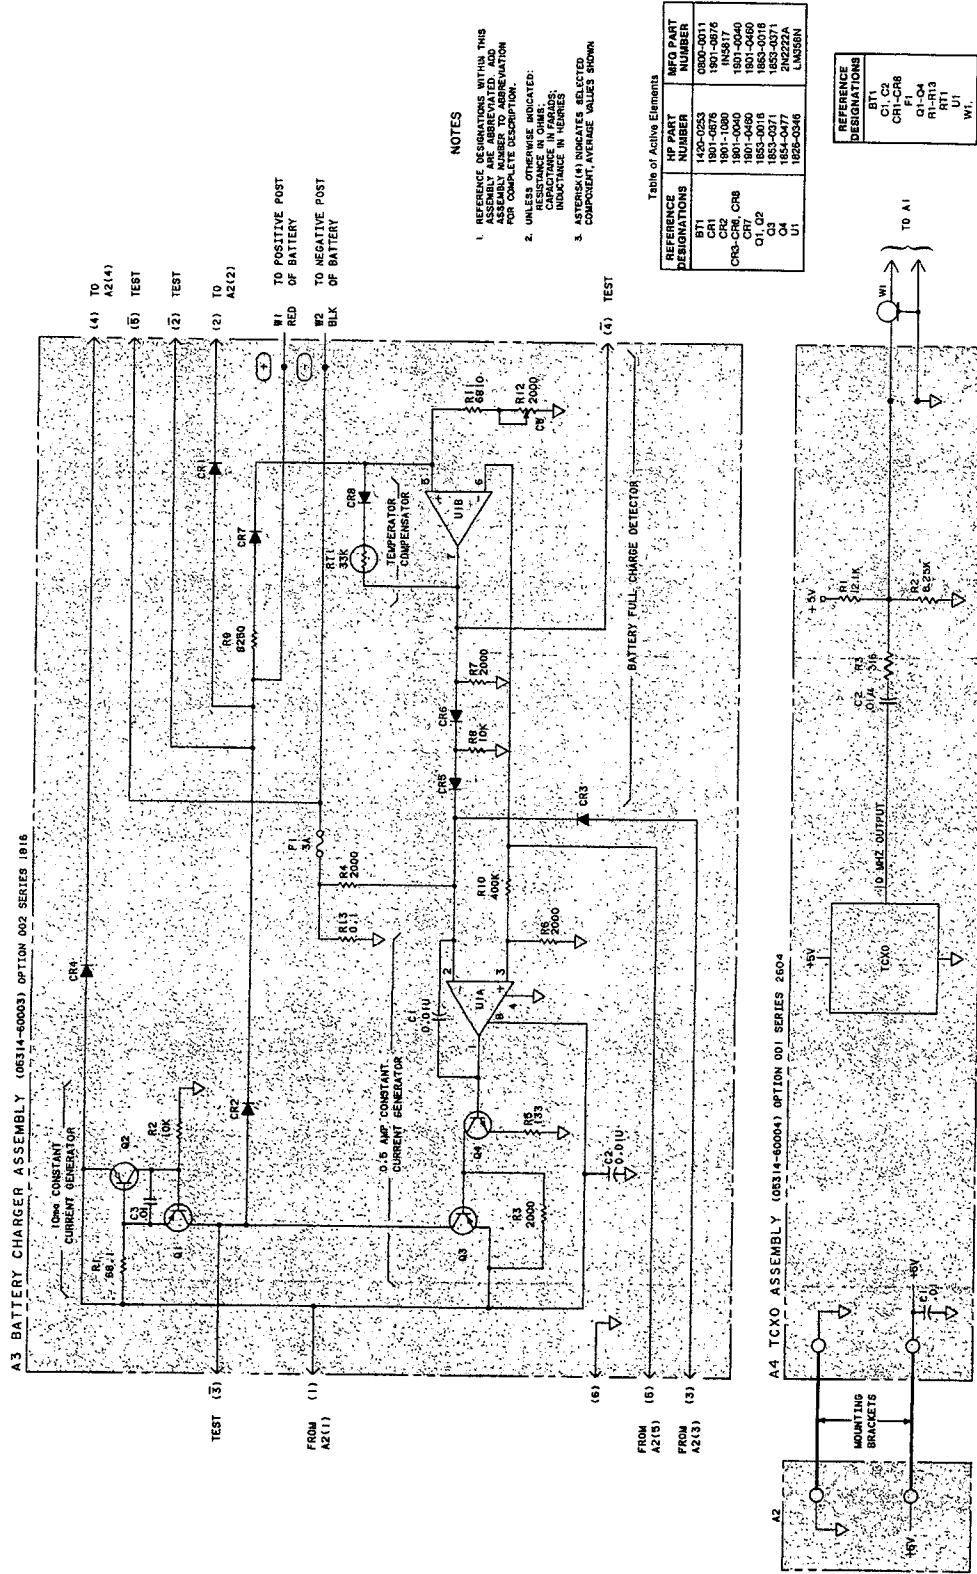 A3 BATTERY CHARGER ASSEMBLY (05314-60003) OPTION 002 SERIES 1816
10ma CONSTANT
CURRENT GENERATOR
R1
68.1
C3
.01
Q2
Q1
R2
10K
CR4
CR2
TEST (3)
FROM (1)
A2(1)
0.5 AMP CONSTANT
CURRENT GENERATOR
Q3
R3
2000
Q4
R5
133
C2
0.01U
C1
0.01U
U1A
1
2
3
4
8
R13
0.1
R4
2000
F1
3A
R6
2000
R10
400K
CR5
R8
10K
CR6
R7
2000
CR3
R9
8250
CR7
CR1
RT1
33K
CR8
TEMPERATOR
COMPENSATOR
U1B
5
6
7
R11
6810
R12
2000
CW
BATTERY FULL CHARGE DETECTOR
(4) TO
A2(4)
(5) TEST
(2) TEST
(2) TO
A2(2)
W1 TO POSITIVE POST
RED OF BATTERY
W2 TO NEGATIVE POST
BLK OF BATTERY
+
-
(4) TEST
(6)
FROM (5)
A2(5)
FROM (3)
A2(3)
NOTES
1. REFERENCE DESIGNATIONS WITHIN THIS
ASSEMBLY ARE ABBREVIATED. ADD
ASSEMBLY NUMBER TO ABBREVIATION
FOR COMPLETE DESCRIPTION.
2. UNLESS OTHERWISE INDICATED:
RESISTANCE IN OHMS;
CAPACITANCE IN FARADS;
INDUCTANCE IN HENRIES
3. ASTERISK(*) INDICATES SELECTED
COMPONENT, AVERAGE VALUES SHOWN
Table of Active Elements
REFERENCE DESIGNATIONS HP PART NUMBER MFG PART NUMBER
BT1 1420-0253 0800-0011
CR1 1901-0676 1901-0676
CR2 1901-1080 IN5817
CR3-CR6, CR8 1901-0040 1901-0040
CR7 1901-0460 1901-0460
Q1, Q2 1853-0016 1853-0016
Q3 1853-0371 1853-0371
Q4 1854-0477 2N2222A
U1 1826-0346 LM358N
REFERENCE
DESIGNATIONS
BT1
C1, C2
CR1-CR8
F1
Q1-Q4
R1-R13
RT1
U1
W1,
A4 TCXO ASSEMBLY (05314-60004) OPTION 001 SERIES 2604
A2
+5V
MOUNTING
BRACKETS
+5V
C1
.01
+5V
TCXO
10 MHZ OUTPUT
C2
.01U
R3
316
+5V
R1
12.1K
R2
8.25K
W1
TO A1